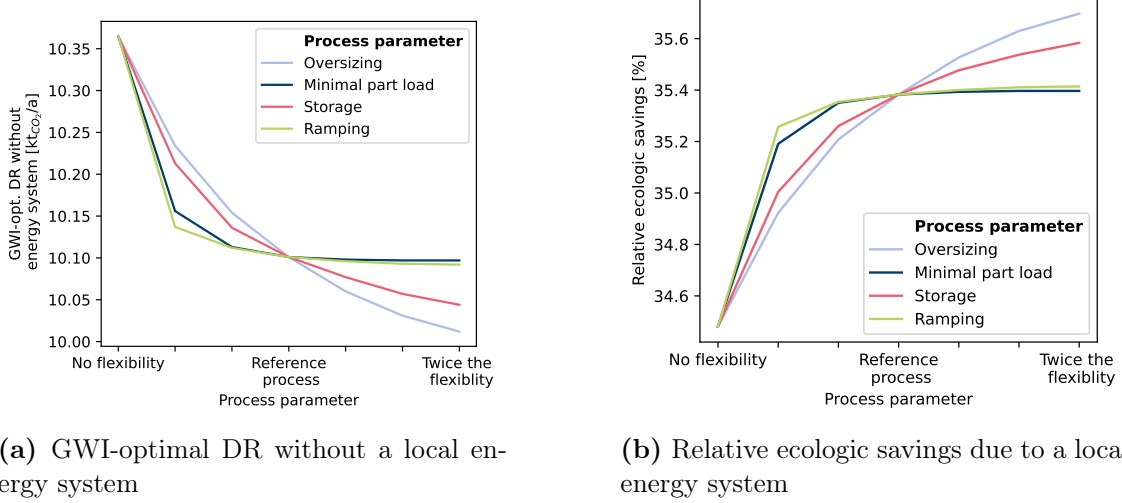 GWI-opt. DR without
energy system [kt_CO₂/a]
10.35
10.30
10.25
10.20
10.15
10.10
10.05
10.00
Process parameter
Oversizing
Minimal part load
Storage
Ramping
No flexibility
Reference
process
Twice the
flexiblity
Process parameter
(a) GWI-optimal DR without a local en-
ergy system
Relative ecologic savings [%]
35.6
35.4
35.2
35.0
34.8
34.6
Process parameter
Oversizing
Minimal part load
Storage
Ramping
No flexibility
Reference
process
Twice the
flexibility
Process parameter
(b) Relative ecologic savings due to a loca
energy system